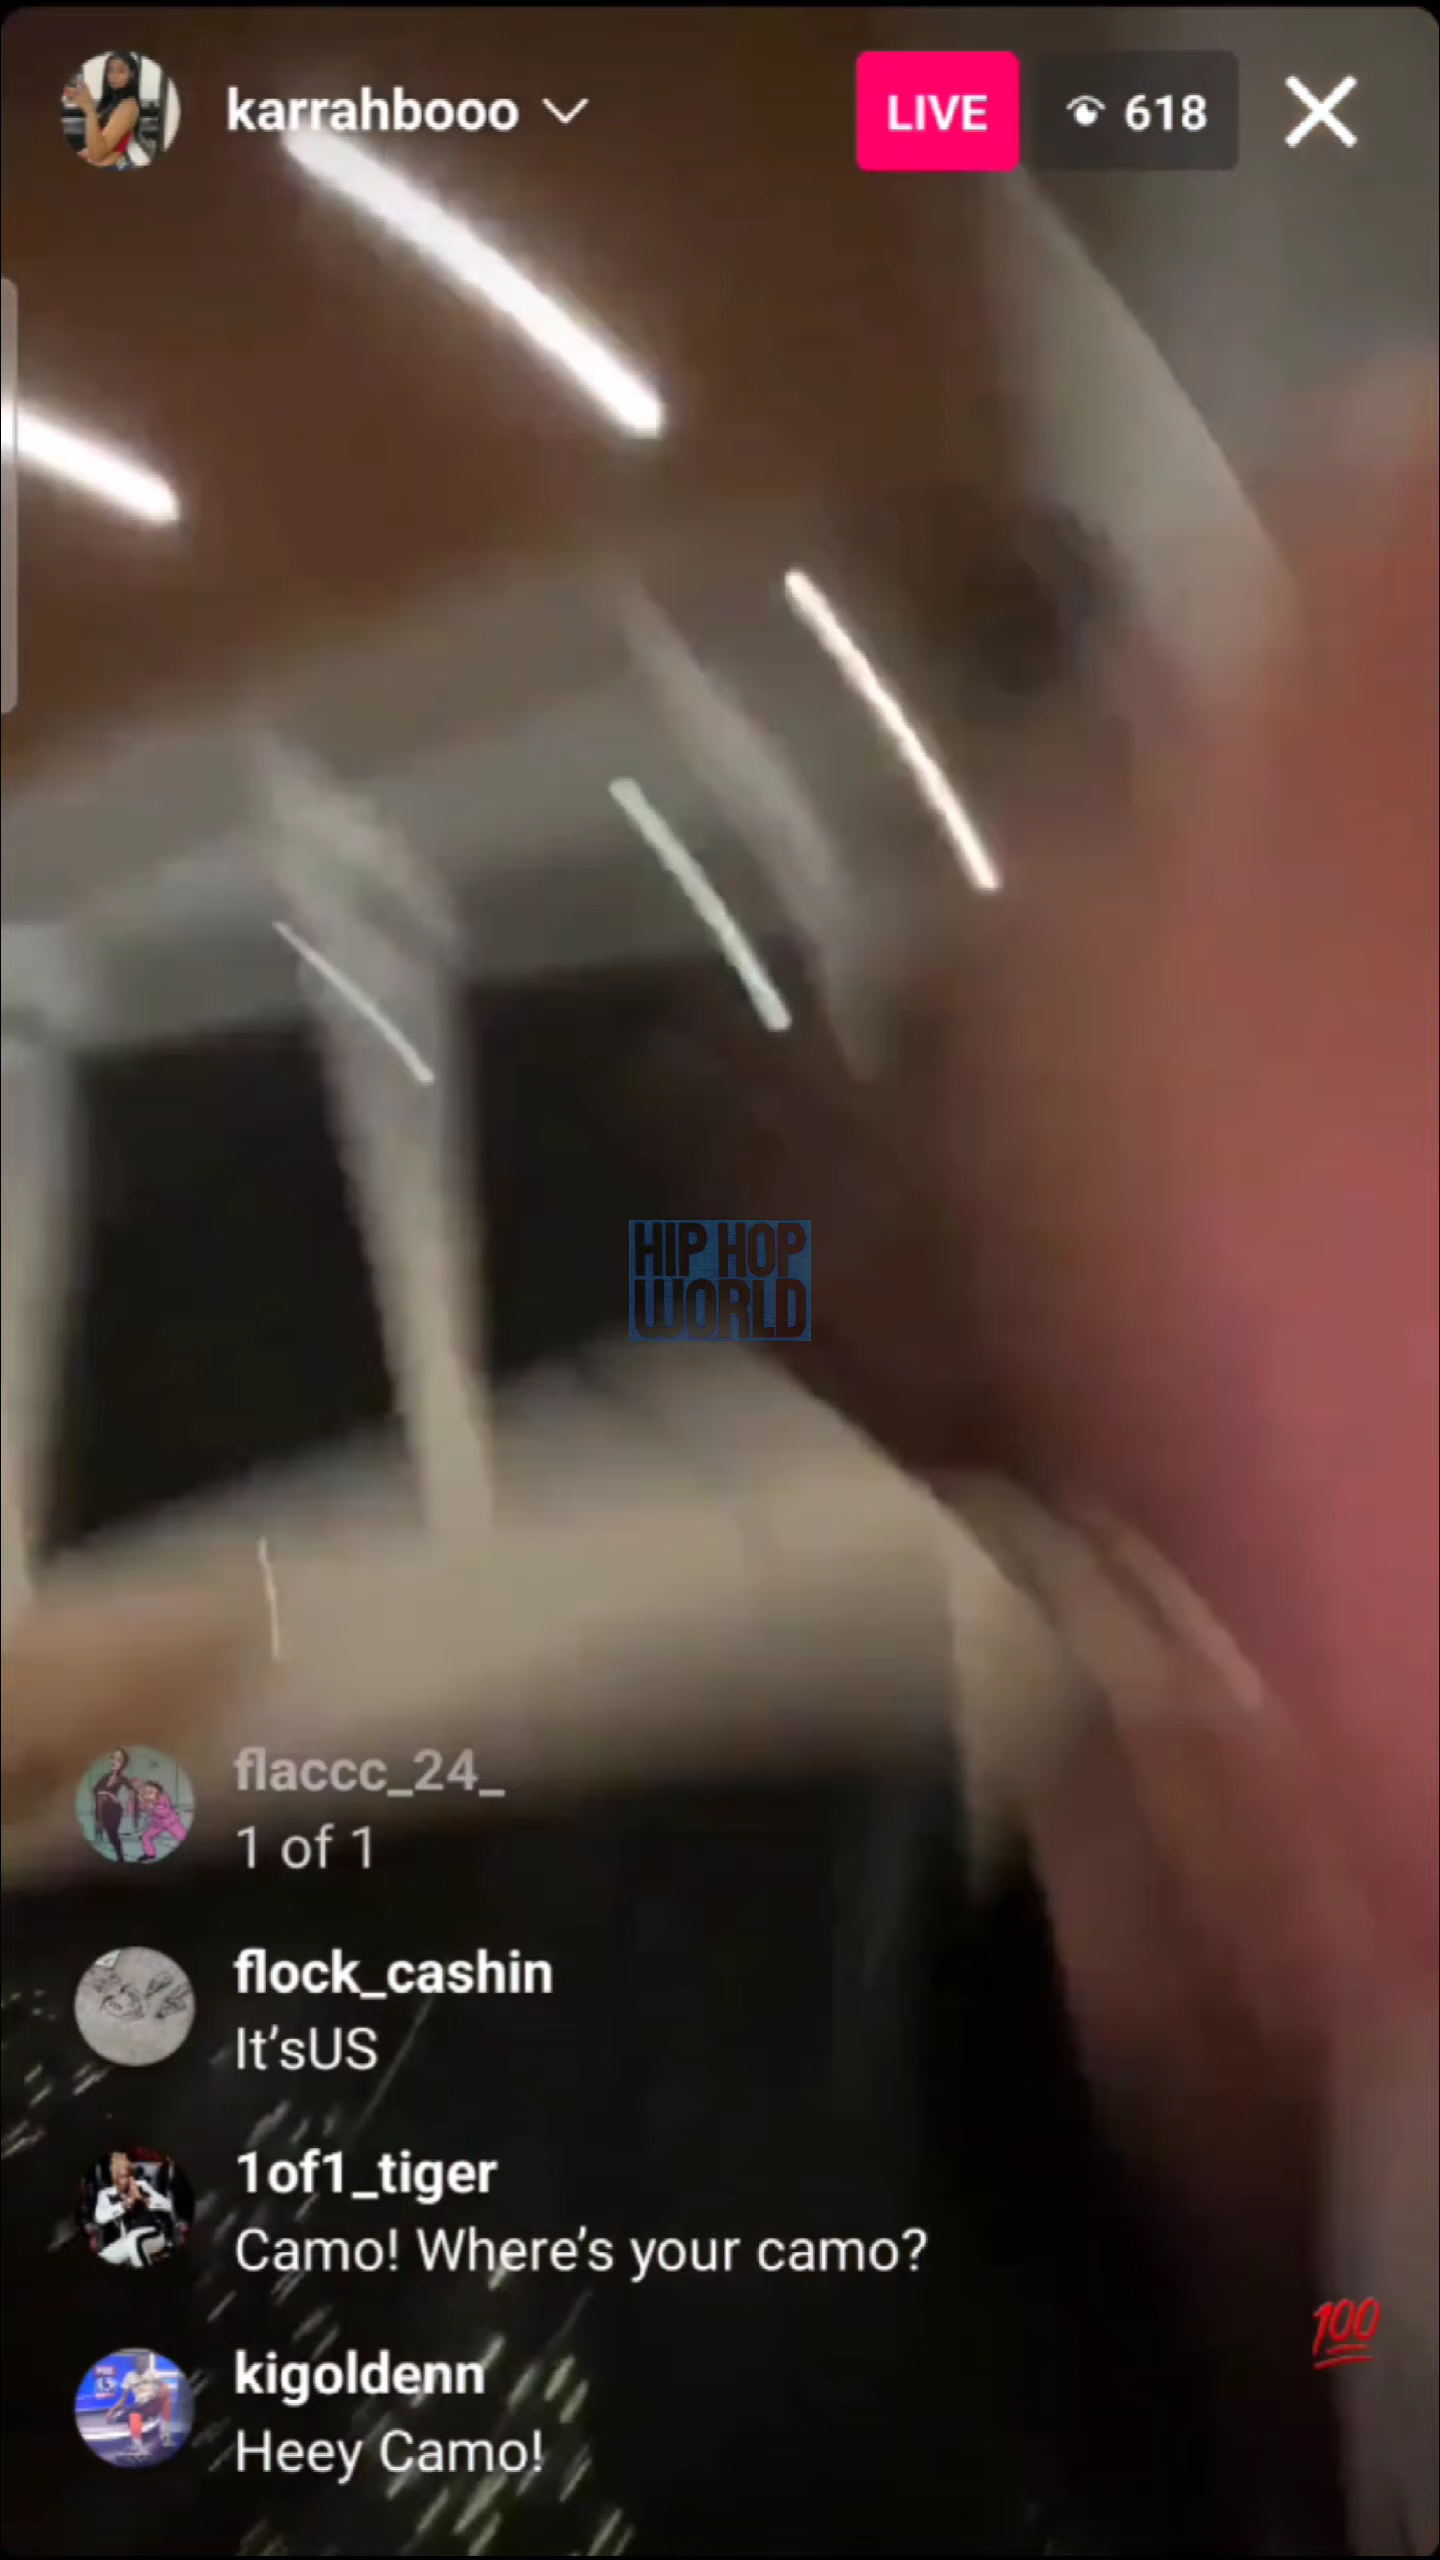 karrahbooo
LIVE
618
HIP HOP
WORLD
flaccc_24_
1 of 1
flock_cashin
It'sUS
1of1_tiger
Camo! Where's your camo?
100
kigoldenn
Heey Camo!